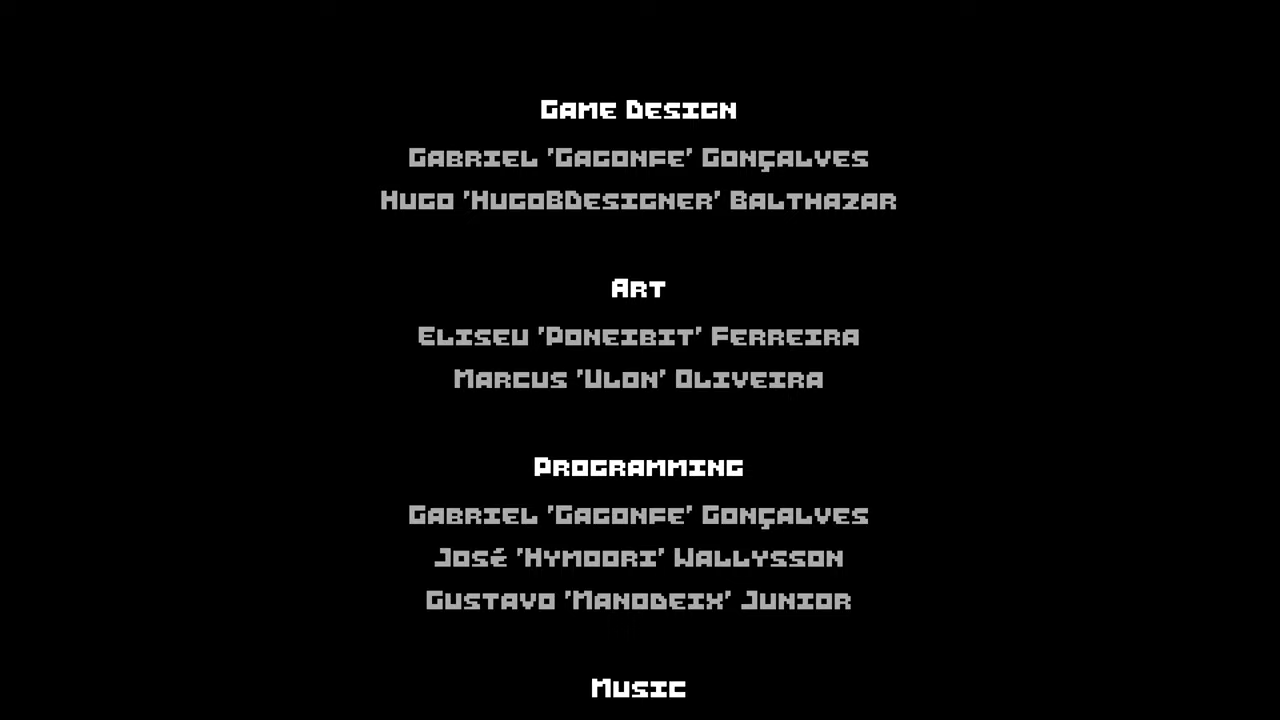 Game Design
Gabriel 'Gagonfe' Gonçalves
Hugo 'HugoBDesigner' Balthazar
Art
Eliseu 'Poneibit' Ferreira
Marcus 'Ulon' Oliveira
Programming
Gabriel 'Gagonfe' Gonçalves
José 'Hymoori' Wallysson
Gustavo 'Manodeix' Junior
Music